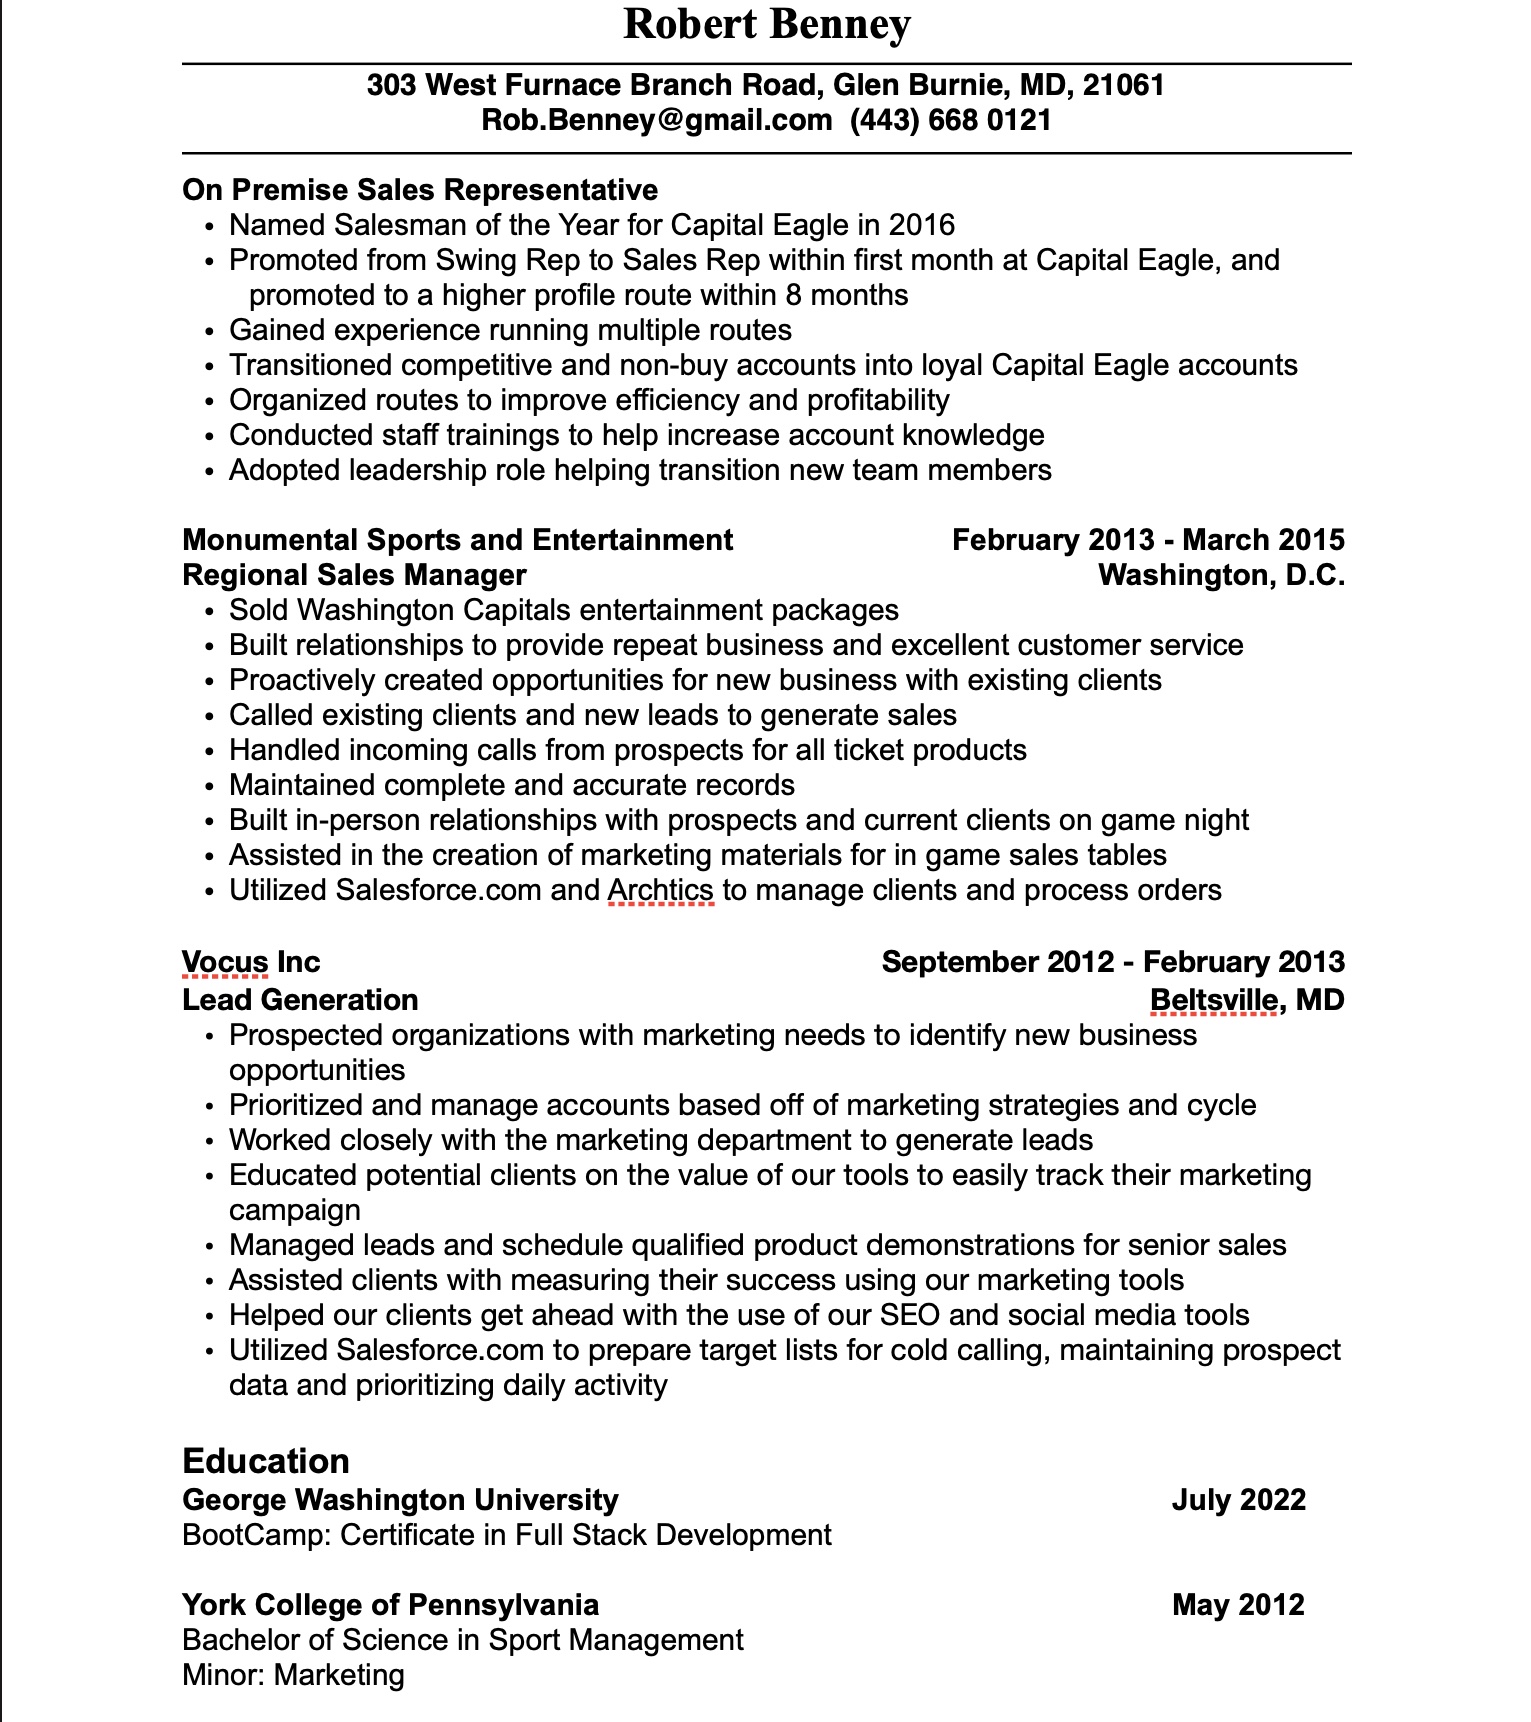 Robert Benney
303 West Furnace Branch Road, Glen Burnie, MD, 21061
Rob.Benney@gmail.com (443) 668 0121
On Premise Sales Representative
• Named Salesman of the Year for Capital Eagle in 2016
• Promoted from Swing Rep to Sales Rep within first month at Capital Eagle, and
promoted to a higher profile route within 8 months
• Gained experience running multiple routes
• Transitioned competitive and non-buy accounts into loyal Capital Eagle accounts
• Organized routes to improve efficiency and profitability
• Conducted staff trainings to help increase account knowledge
• Adopted leadership role helping transition new team members
Monumental Sports and Entertainment February 2013 - March 2015
Regional Sales Manager Washington, D.C.
• Sold Washington Capitals entertainment packages
• Built relationships to provide repeat business and excellent customer service
• Proactively created opportunities for new business with existing clients
• Called existing clients and new leads to generate sales
• Handled incoming calls from prospects for all ticket products
• Maintained complete and accurate records
• Built in-person relationships with prospects and current clients on game night
• Assisted in the creation of marketing materials for in game sales tables
• Utilized Salesforce.com and Archtics to manage clients and process orders
Vocus Inc September 2012 - February 2013
Lead Generation Beltsville, MD
• Prospected organizations with marketing needs to identify new business
opportunities
• Prioritized and manage accounts based off of marketing strategies and cycle
• Worked closely with the marketing department to generate leads
• Educated potential clients on the value of our tools to easily track their marketing
campaign
• Managed leads and schedule qualified product demonstrations for senior sales
• Assisted clients with measuring their success using our marketing tools
• Helped our clients get ahead with the use of our SEO and social media tools
• Utilized Salesforce.com to prepare target lists for cold calling, maintaining prospect
data and prioritizing daily activity
Education
George Washington University July 2022
BootCamp: Certificate in Full Stack Development
York College of Pennsylvania May 2012
Bachelor of Science in Sport Management
Minor: Marketing